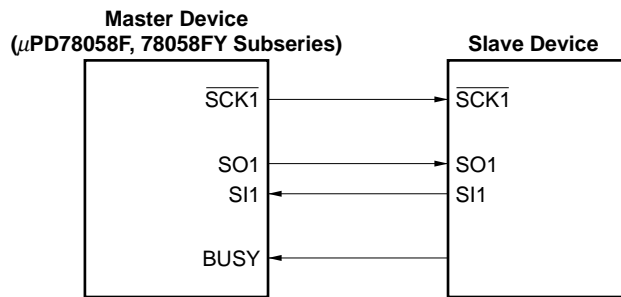 Master Device
(μPD78058F, 78058FY Subseries)
Slave Device
SCK1
SCK1
SO1
SO1
SI1
SI1
BUSY